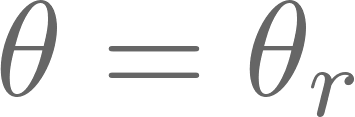 θ = θ_r